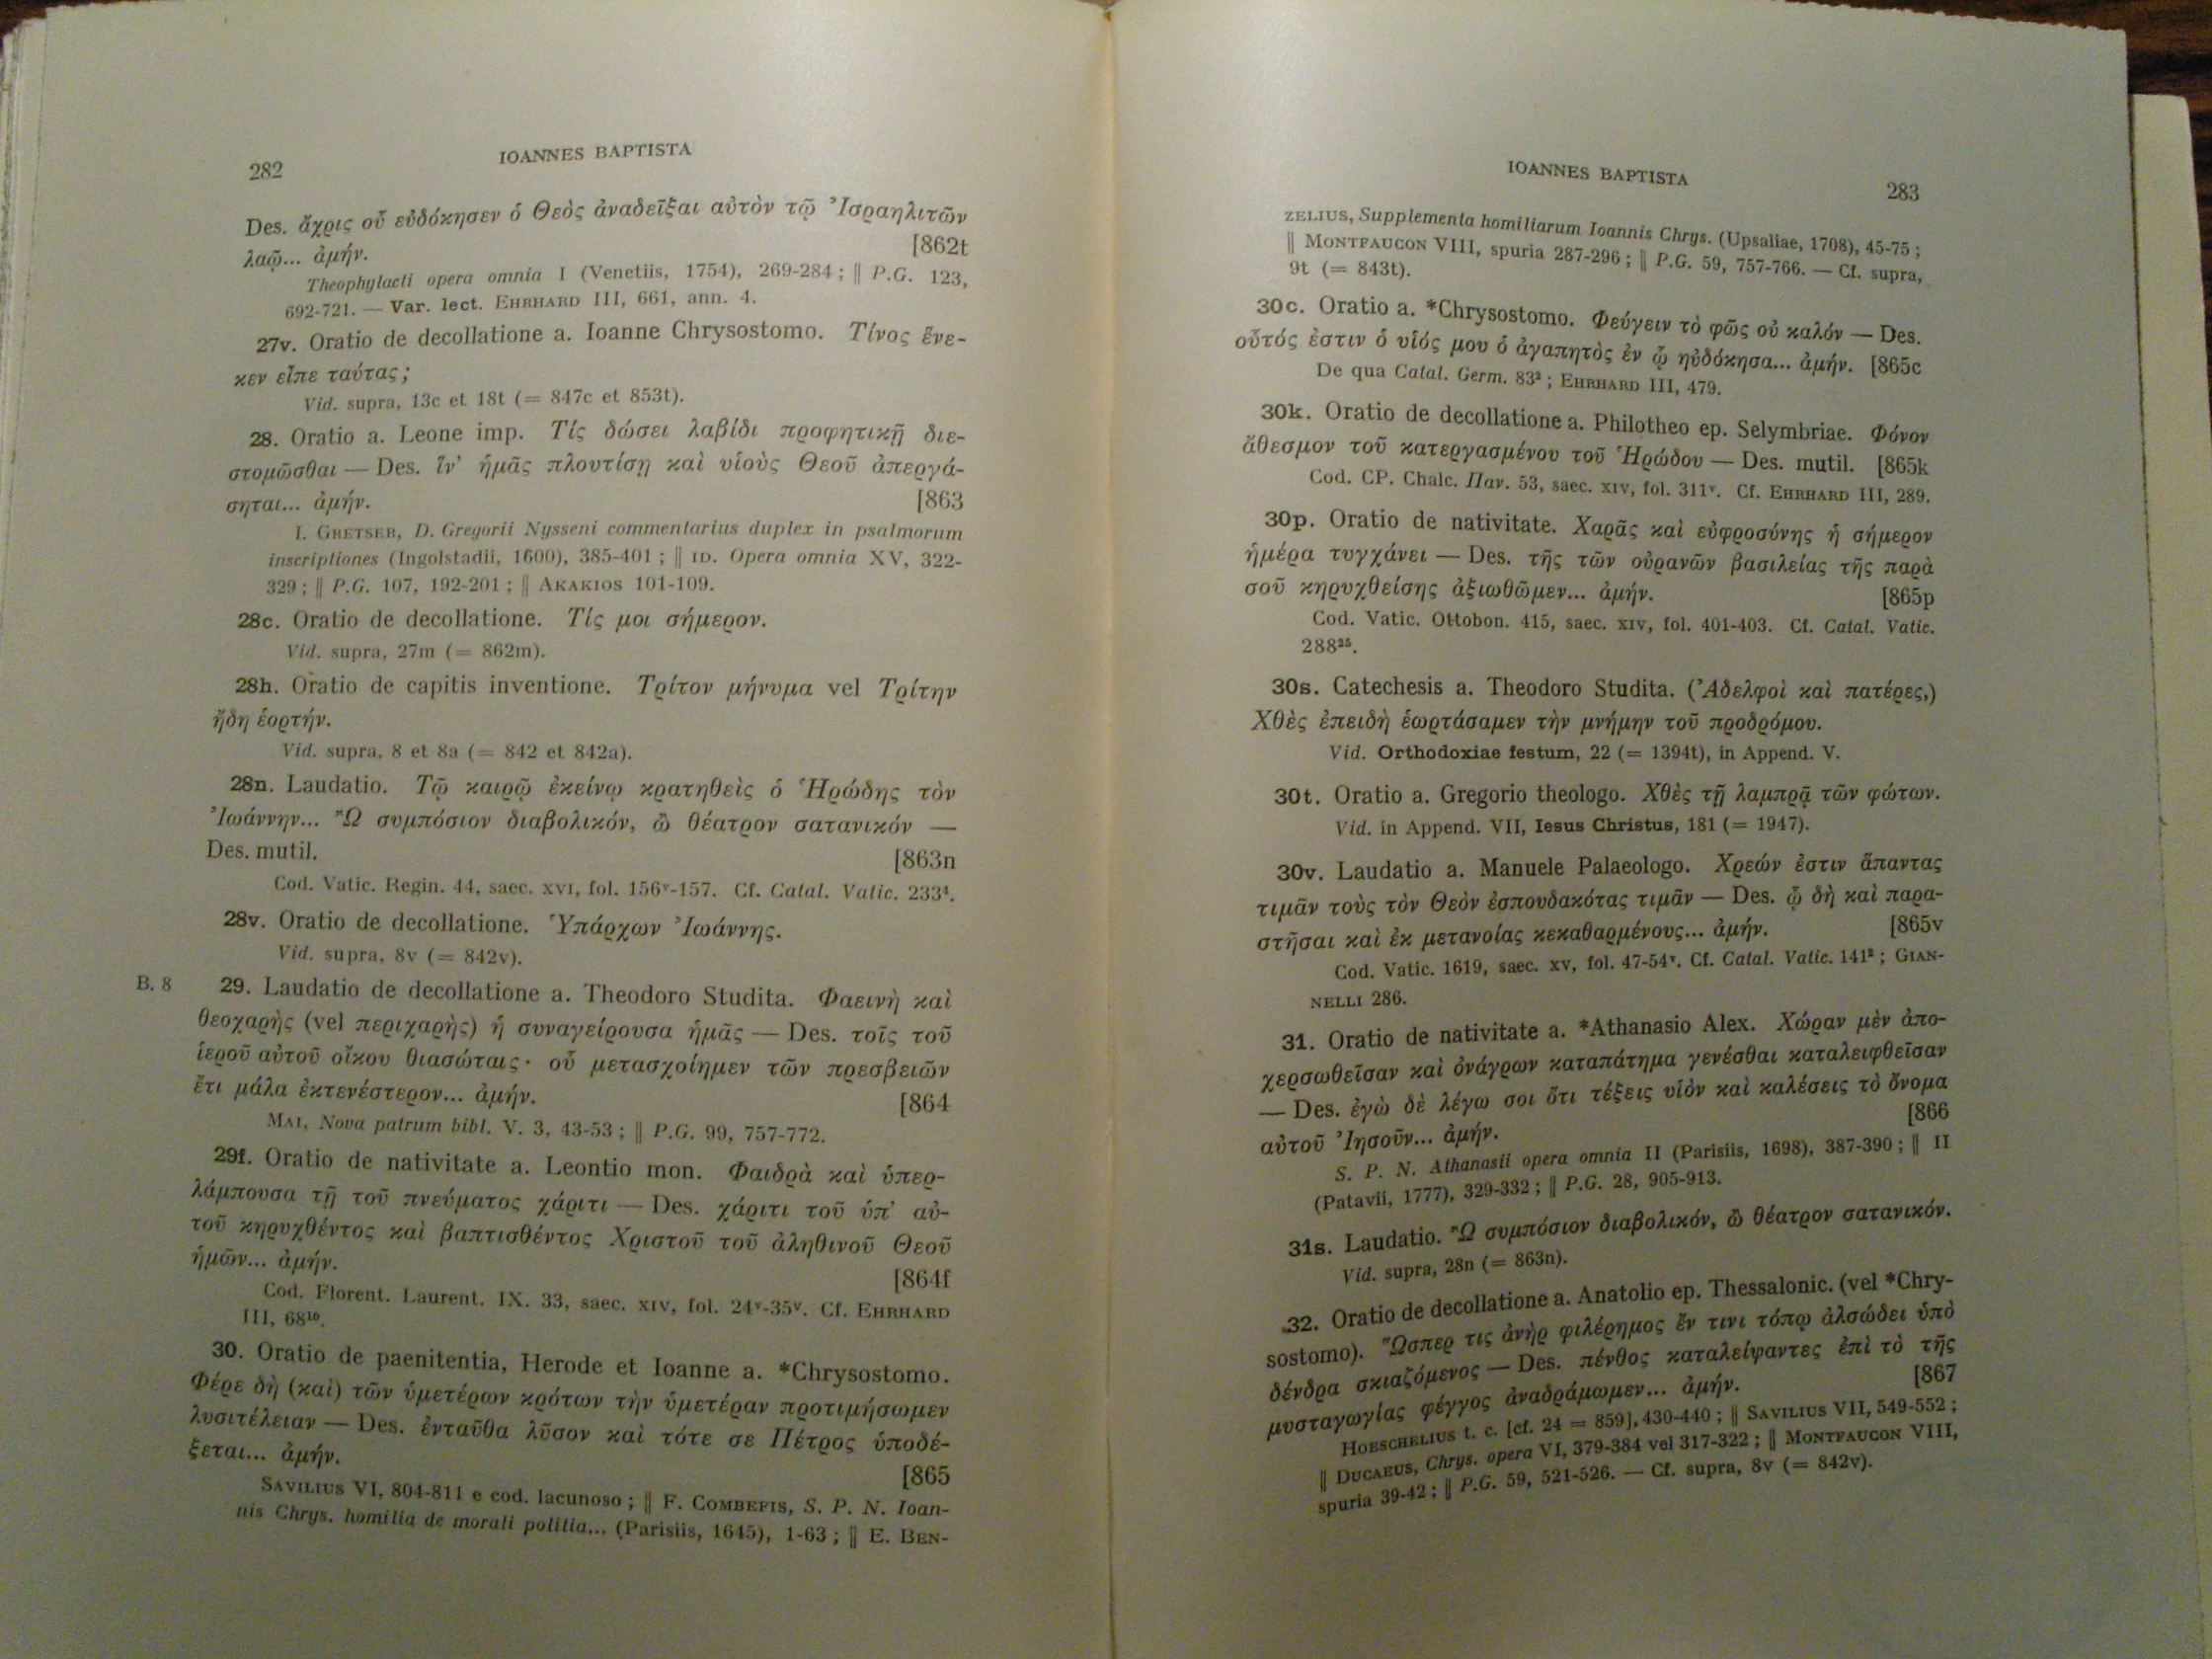 282
IOANNES BAPTISTA
Des. ἄχρις οὗ εὐδόκησεν ὁ Θεὸς ἀναδεῖξαι αὐτὸν τῷ Ἰσραηλιτῶν
λαῷ... ἀμήν. [862t
Theophylacti opera omnia I (Venetiis, 1754), 269-284 ; || P.G. 123,
692-721. — Var. lect. EHRHARD III, 661, ann. 4.
27v. Oratio de decollatione a. Ioanne Chrysostomo. Τίνος ἕνε-
κεν εἶπε ταύτας ;
Vid. supra, 13c et 18t (= 847c et 853t).
28. Oratio a. Leone imp. Τίς δώσει λαβίδι προφητικῇ διε-
στομῶσθαι — Des. ἵν' ἡμᾶς πλουτίσῃ καὶ υἱοὺς Θεοῦ ἀπεργά-
σηται... ἀμήν. [863
I. GRETSER, D. Gregorii Nysseni commentarius duplex in psalmorum
inscriptiones (Ingolstadii, 1600), 385-401 ; || ID. Opera omnia XV, 322-
329 ; || P.G. 107, 192-201 ; || AKAKIOS 101-109.
28c. Oratio de decollatione. Τίς μοι σήμερον.
Vid. supra, 27m (= 862m).
28h. Oratio de capitis inventione. Τρίτον μήνυμα vel Τρίτην
ἤδη ἑορτήν.
Vid. supra, 8 et 8a (= 842 et 842a).
28n. Laudatio. Τῷ καιρῷ ἐκείνῳ κρατηθεὶς ὁ Ἡρώδης τὸν
Ἰωάννην... Ὢ συμπόσιον διαβολικόν, ὢ θέατρον σατανικόν —
Des. mutil. [863n
Cod. Vatic. Regin. 44, saec. XVI, fol. 156ᵛ-157. Cf. Catal. Vatic. 233⁴.
28v. Oratio de decollatione. Ὑπάρχων Ἰωάννης.
Vid. supra, 8v (= 842v).
B. 8 29. Laudatio de decollatione a. Theodoro Studita. Φαεινὴ καὶ
θεοχαρὴς (vel περιχαρὴς) ἡ συναγείρουσα ἡμᾶς — Des. τοῖς τοῦ
ἱεροῦ αὐτοῦ οἴκου θιασώταις · οὗ μετασχοίημεν τῶν πρεσβειῶν
ἔτι μάλα ἐκτενέστερον... ἀμήν. [864
MAI, Nova patrum bibl. V. 3, 43-53 ; || P.G. 99, 757-772.
29f. Oratio de nativitate a. Leontio mon. Φαιδρὰ καὶ ὑπερ-
λάμπουσα τῇ τοῦ πνεύματος χάριτι — Des. χάριτι τοῦ ὑπ' αὐ-
τοῦ κηρυχθέντος καὶ βαπτισθέντος Χριστοῦ τοῦ ἀληθινοῦ Θεοῦ
ἡμῶν... ἀμήν. [864f
Cod. Florent. Laurent. IX. 33, saec. XIV, fol. 24ᵛ-35ᵛ. Cf. EHRHARD
III, 68¹⁰.
30. Oratio de paenitentia, Herode et Ioanne a. *Chrysostomo.
Φέρε δὴ (καὶ) τῶν ὑμετέρων κρότων τὴν ὑμετέραν προτιμήσωμεν
λυσιτέλειαν — Des. ἐνταῦθα λῦσον καὶ τότε σε Πέτρος ὑποδέ-
ξεται... ἀμήν. [865
SAVILIUS VI, 804-811 e cod. lacunoso ; || F. COMBEFIS, S. P. N. Ioan-
nis Chrys. homilia de morali politia... (Parisiis, 1645), 1-63 ; || E. BEN-
IOANNES BAPTISTA
283
ZELIUS, Supplementa homiliarum Ioannis Chrys. (Upsaliae, 1708), 45-75 ;
|| MONTFAUCON VIII, spuria 287-296 ; || P.G. 59, 757-766. — Cf. supra,
9t (= 843t).
30c. Oratio a. *Chrysostomo. Φεύγειν τὸ φῶς οὐ καλόν — Des.
οὗτός ἐστιν ὁ υἱός μου ὁ ἀγαπητὸς ἐν ᾧ ηὐδόκησα... ἀμήν. [865c
De qua Catal. Germ. 83² ; EHRHARD III, 479.
30k. Oratio de decollatione a. Philotheo ep. Selymbriae. Φόνον
ἄθεσμον τοῦ κατεργασμένου τοῦ Ἡρώδου — Des. mutil. [865k
Cod. CP. Chalc. Παν. 53, saec. XIV, fol. 311ᵛ. Cf. EHRHARD III, 289.
30p. Oratio de nativitate. Χαρᾶς καὶ εὐφροσύνης ἡ σήμερον
ἡμέρα τυγχάνει — Des. τῆς τῶν οὐρανῶν βασιλείας τῆς παρὰ
σοῦ κηρυχθείσης ἀξιωθῶμεν... ἀμήν. [865p
Cod. Vatic. Ottobon. 415, saec. XIV, fol. 401-403. Cf. Catal. Vatic.
288²⁵.
30s. Catechesis a. Theodoro Studita. (Ἀδελφοὶ καὶ πατέρες,)
Χθὲς ἐπειδὴ ἑωρτάσαμεν τὴν μνήμην τοῦ προδρόμου.
Vid. Orthodoxiae festum, 22 (= 1394t), in Append. V.
30t. Oratio a. Gregorio theologo. Χθὲς τῇ λαμπρᾷ τῶν φώτων.
Vid. in Append. VII, Iesus Christus, 181 (= 1947).
30v. Laudatio a. Manuele Palaeologo. Χρεών ἐστιν ἅπαντας
τιμᾶν τοὺς τὸν Θεὸν ἐσπουδακότας τιμᾶν — Des. ᾧ δὴ καὶ παρα-
στῆσαι καὶ ἐκ μετανοίας κεκαθαρμένους... ἀμήν. [865v
Cod. Vatic. 1619, saec. XV, fol. 47-54ᵛ. Cf. Catal. Vatic. 141² ; GIAN-
NELLI 286.
31. Oratio de nativitate a. *Athanasio Alex. Χώραν μὲν ἀπο-
χερσωθεῖσαν καὶ ὀνάγρων καταπάτημα γενέσθαι καταλειφθεῖσαν
— Des. ἐγὼ δὲ λέγω σοι ὅτι τέξεις υἱὸν καὶ καλέσεις τὸ ὄνομα
αὐτοῦ Ἰησοῦν... ἀμήν. [866
S. P. N. Athanasii opera omnia II (Parisiis, 1698), 387-390 ; || II
(Patavii, 1777), 329-332 ; || P.G. 28, 905-913.
31s. Laudatio. Ὢ συμπόσιον διαβολικόν, ὢ θέατρον σατανικόν.
Vid. supra, 28n (= 863n).
32. Oratio de decollatione a. Anatolio ep. Thessalonic. (vel *Chry-
sostomo). Ὥσπερ τις ἀνὴρ φιλέρημος ἔν τινι τόπῳ ἀλσώδει ὑπὸ
δένδρα σκιαζόμενος — Des. πένθος καταλείψαντες ἐπὶ τὸ τῆς
μυσταγωγίας φέγγος ἀναδράμωμεν... ἀμήν. [867
HOESCHELIUS t. c. [cf. 24 = 859], 430-440 ; || SAVILIUS VII, 549-552 ;
|| DUCAEUS, Chrys. opera VI, 379-384 vel 317-322 ; || MONTFAUCON VIII,
spuria 39-42 ; || P.G. 59, 521-526. — Cf. supra, 8v (= 842v).